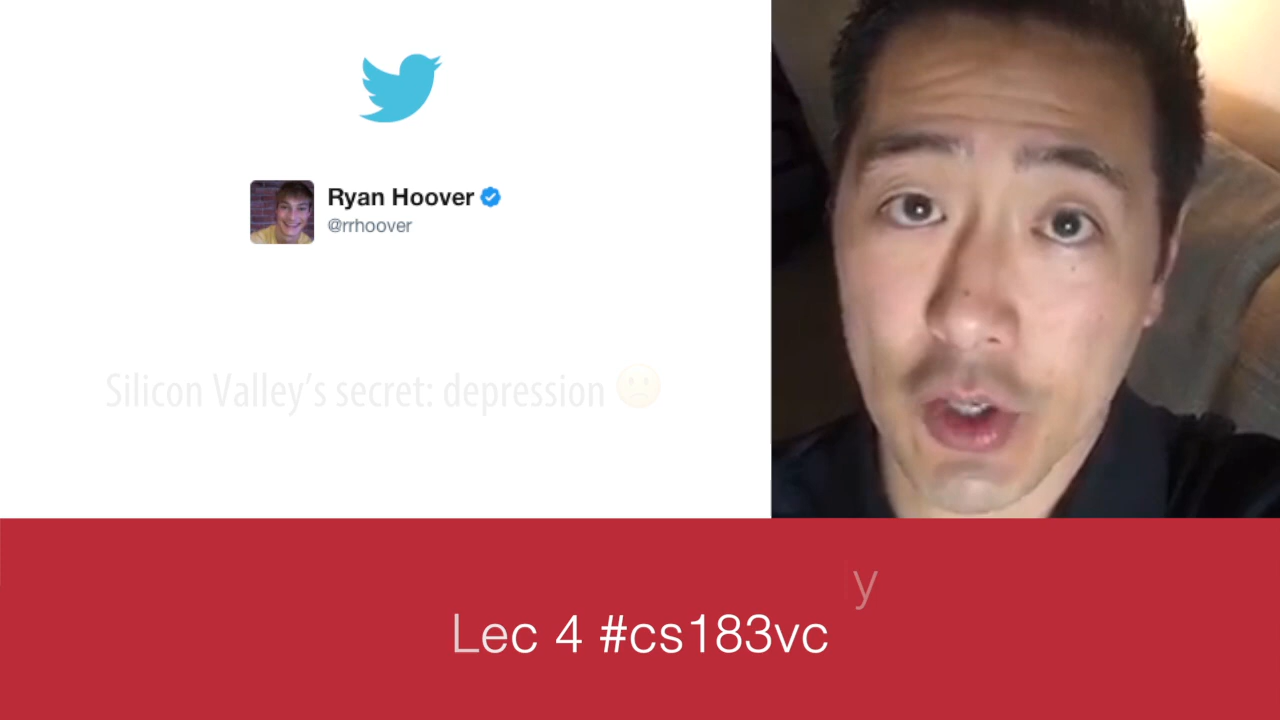 Ryan Hoover
@rrhoover
Silicon Valley’s secret: depression 🙁
y
Lec 4 #cs183vc